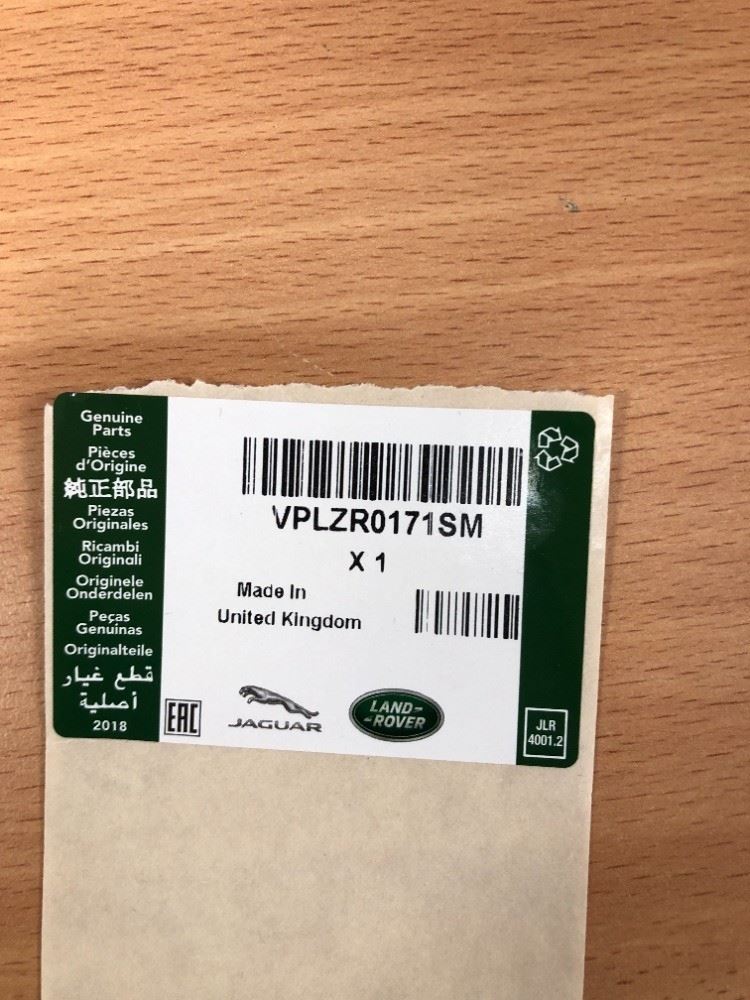 Genuine
Parts
Pièces
d'Origine
純正部品
Piezas
Originales
Ricambi
Originali
Originele
Onderdelen
Peças
Genuínas
Originalteile
قطع غيار
أصلية
2018
VPLZR0171SM
X 1
Made In
United Kingdom
EAC
JAGUAR
LAND-
-ROVER
JLR
4001.2